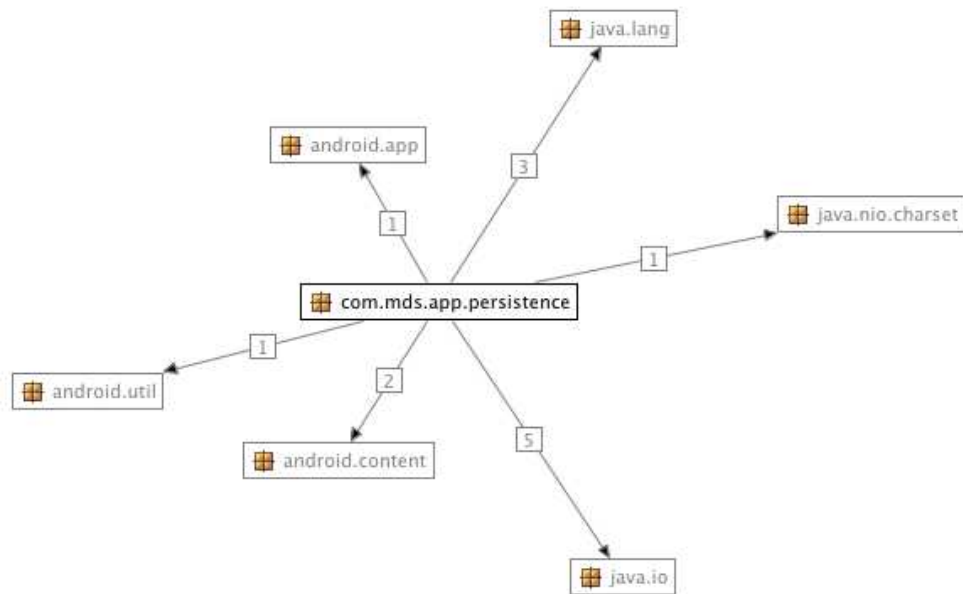 java.lang
android.app
3
java.nio.charset
1
1
com.mds.app.persistence
1
android.util
2
android.content
5
java.io